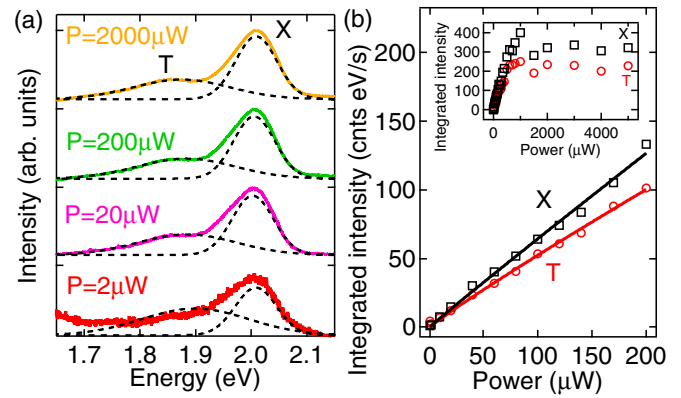 (a)
P=2000μW
X
T
P=200μW
P=20μW
P=2μW
Intensity (arb. units)
1.7 1.8 1.9 2.0 2.1
Energy (eV)
(b)
Integrated intensity (cnts eV/s)
200
150
100
50
0
0 50 100 150 200
Power (μW)
X
T
Integrated intensity
400
300
200
100
0
0 2000 4000
Power (μW)
X
T